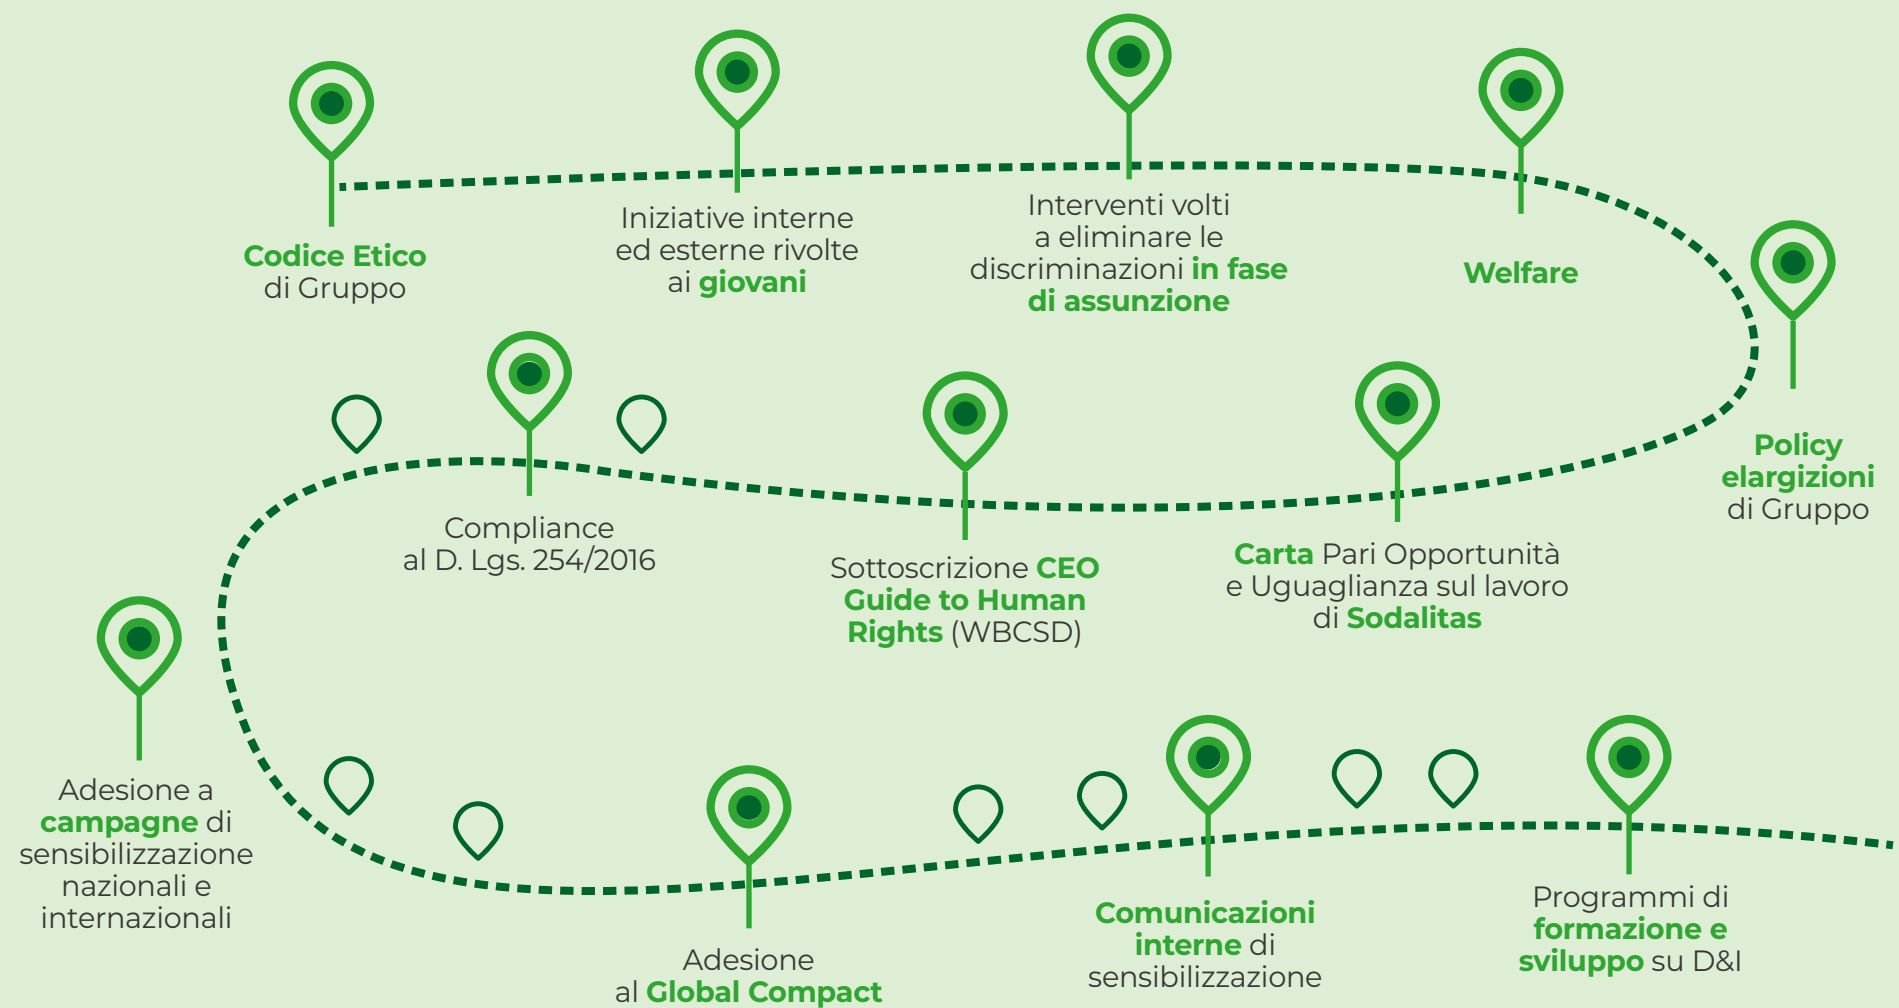 Codice Etico
di Gruppo
Iniziative interne
ed esterne rivolte
ai giovani
Interventi volti
a eliminare le
discriminazioni in fase
di assunzione
Welfare
Policy
elargizioni
di Gruppo
Carta Pari Opportunità
e Uguaglianza sul lavoro
di Sodalitas
Sottoscrizione CEO
Guide to Human
Rights (WBCSD)
Compliance
al D. Lgs. 254/2016
Adesione a
campagne di
sensibilizzazione
nazionali e
internazionali
Adesione
al Global Compact
Comunicazioni
interne di
sensibilizzazione
Programmi di
formazione e
sviluppo su D&I